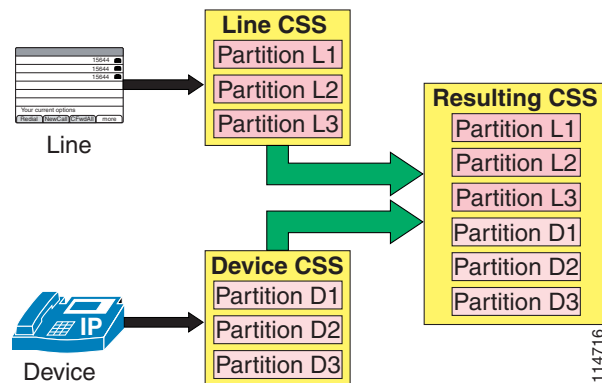 15644
15644
15644
Your current options
Redial NewCall CFwdAll more
Line
Line CSS
Partition L1
Partition L2
Partition L3
IP
Device
Device CSS
Partition D1
Partition D2
Partition D3
Resulting CSS
Partition L1
Partition L2
Partition L3
Partition D1
Partition D2
Partition D3
114716